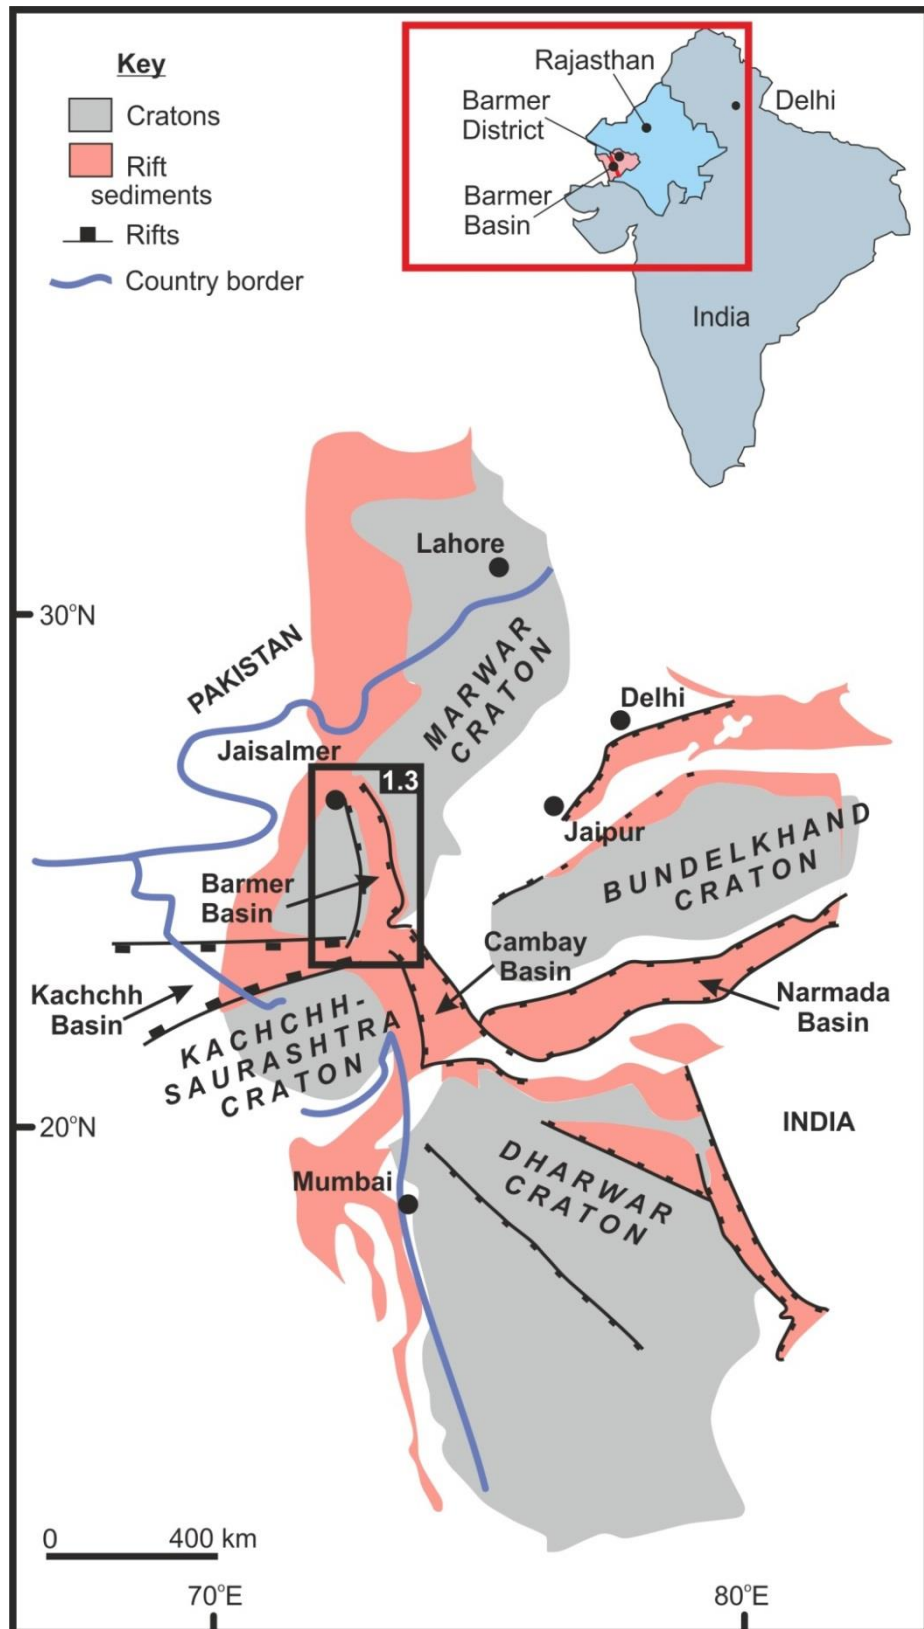 Key
Cratons
Rift
sediments
Rifts
Country border
Rajasthan
Barmer
District
Delhi
Barmer
Basin
India
Lahore
30°N
PAKISTAN
MARWAR
CRATON
Delhi
Jaisalmer
1.3
Jaipur
BUNDELKHAND
CRATON
Barmer
Basin
Cambay
Basin
Kachchh
Basin
Narmada
Basin
KACHCHH-
SAURASHTRA
CRATON
20°N
INDIA
DHARWAR
CRATON
Mumbai
0 400 km
70°E 80°E